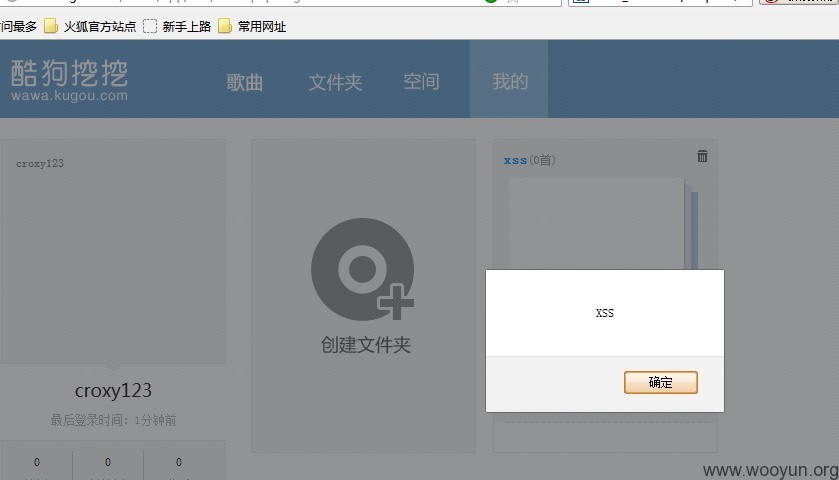 问最多 火狐官方站点 新手上路 常用网址
酷狗挖挖
wawa.kugou.com
歌曲 文件夹 空间 我的
croxy123
xss(0首)
创建文件夹
XSS
确定
croxy123
最后登录时间：1分钟前
0 0 0
www.wooyun.org